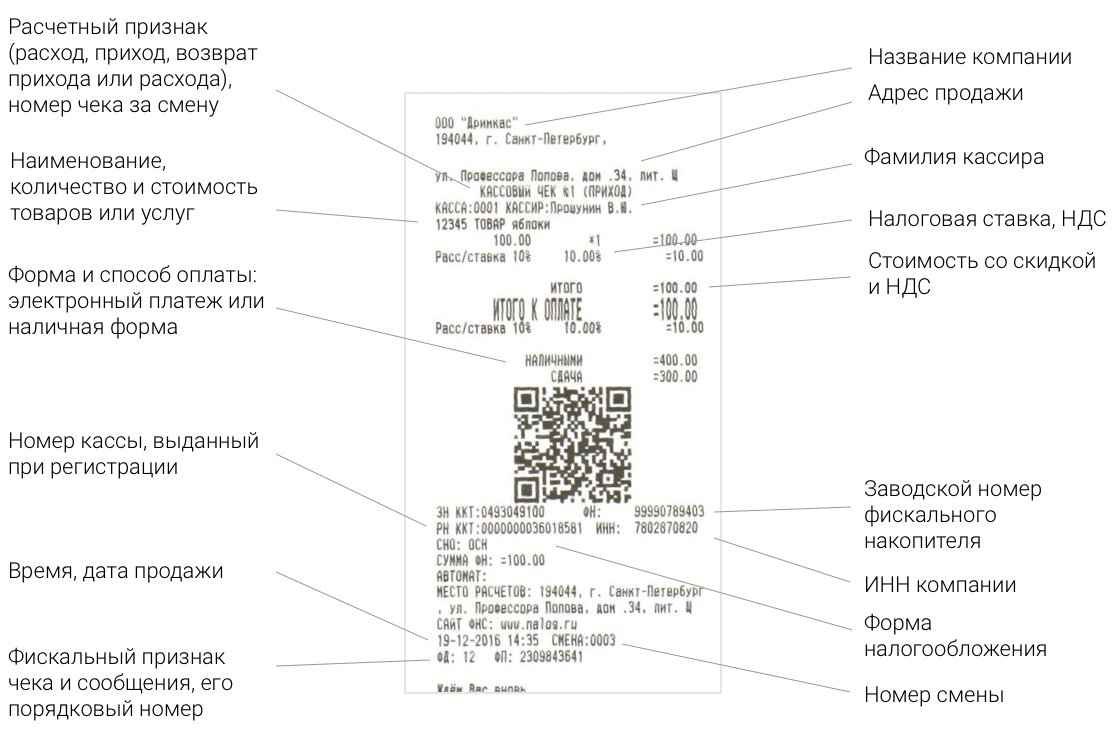 Расчетный признак
(расход, приход, возврат
прихода или расхода),
номер чека за смену
Наименование,
количество и стоимость
товаров или услуг
Форма и способ оплаты:
электронный платеж или
наличная форма
Номер кассы, выданный
при регистрации
Время, дата продажи
Фискальный признак
чека и сообщения, его
порядковый номер
ООО "Дримкас"
194044, г. Санкт-Петербург,
ул. Профессора Попова, дом .34, лит. Щ
КАССОВЫЙ ЧЕК №1 (ПРИХОД)
КАССА:0001 КАССИР:Прошунин В.Ю.
12345 ТОВАР яблоки
100.00 *1 =100.00
Расс/ставка 10% 10.00% =10.00
ИТОГО =100.00
ИТОГО К ОПЛАТЕ =100.00
Расс/ставка 10% 10.00% =10.00
НАЛИЧНЫМИ =400.00
СДАЧА =300.00
ЗН ККТ:0493049100 ФН: 99990789403
РН ККТ:0000000036018581 ИНН: 7802870820
СНО: ОСН
СУММА ФН: =100.00
АВТОМАТ:
МЕСТО РАСЧЕТОВ: 194044, г. Санкт-Петербург
, ул. Профессора Попова, дом .34, лит. Щ
САЙТ ФНС: www.nalog.ru
19-12-2016 14:35 СМЕНА:0003
ФД: 12 ФП: 2309843641
Ждём Вас вновь
Название компании
Адрес продажи
Фамилия кассира
Налоговая ставка, НДС
Стоимость со скидкой
и НДС
Заводской номер
фискального
накопителя
ИНН компании
Форма
налогообложения
Номер смены